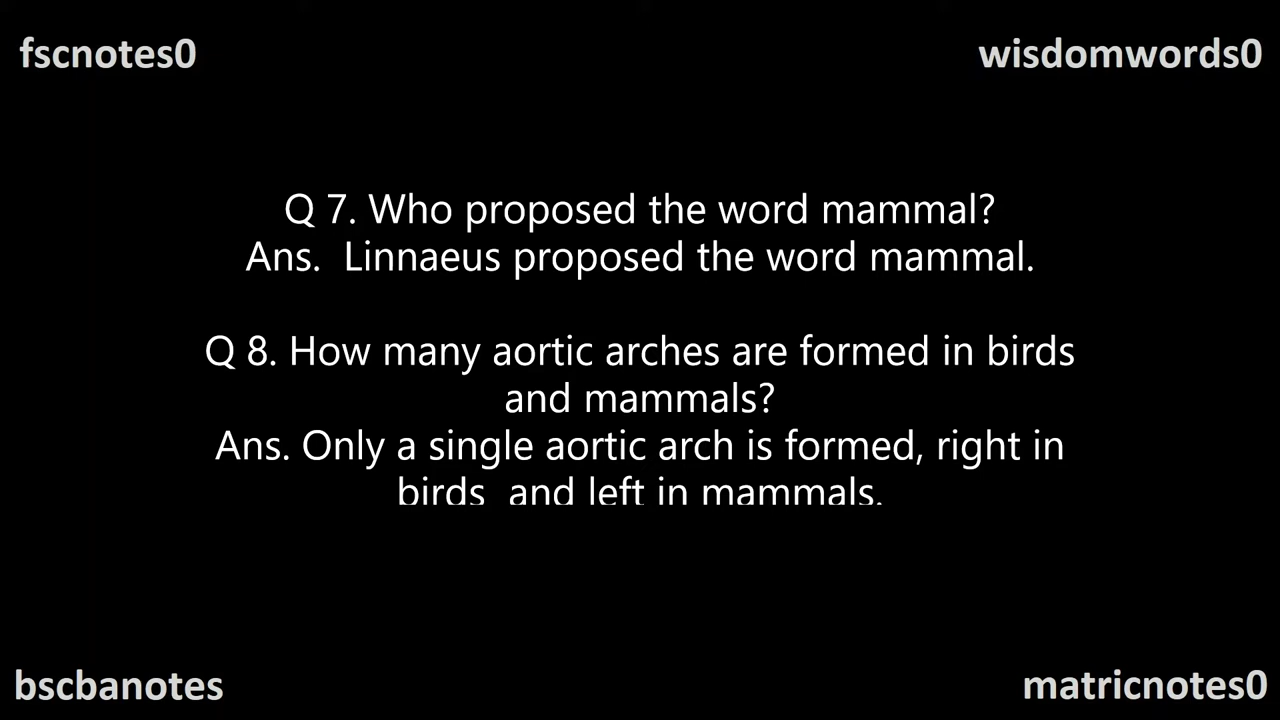 fscnotes0
wisdomwords0
Q 7. Who proposed the word mammal?
Ans.  Linnaeus proposed the word mammal.
Q 8. How many aortic arches are formed in birds
and mammals?
Ans. Only a single aortic arch is formed, right in
birds  and left in mammals.
bscbanotes
matricnotes0